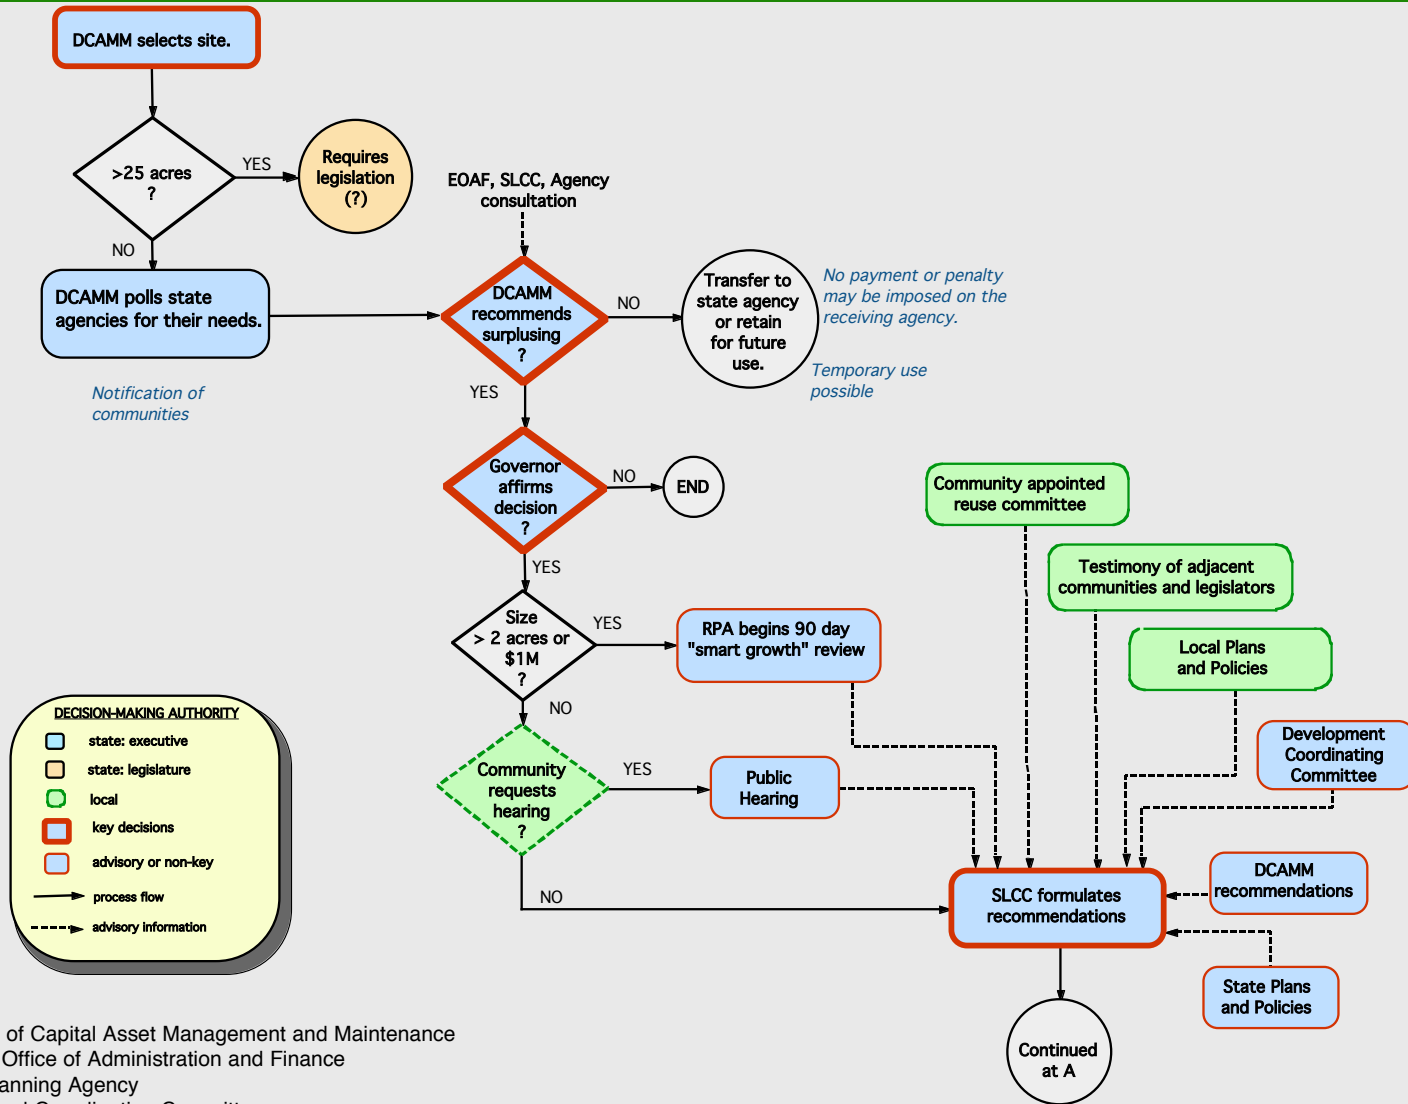 DCAMM selects site.
>25 acres
?
YES
Requires
legislation
(?)
NO
DCAMM polls state
agencies for their needs.
Notification of
communities
EOAF, SLCC, Agency
consultation
DCAMM
recommends
surplusing
?
NO
Transfer to
state agency
or retain
for future
use.
No payment or penalty
may be imposed on the
receiving agency.
Temporary use
possible
YES
Governor
affirms
decision
?
NO
END
YES
Size
> 2 acres or
$1M
?
YES
RPA begins 90 day
"smart growth" review
NO
Community
requests
hearing
?
YES
Public
Hearing
NO
Community appointed
reuse committee
Testimony of adjacent
communities and legislators
Local Plans
and Policies
Development
Coordinating
Committee
DCAMM
recommendations
State Plans
and Policies
SLCC formulates
recommendations
Continued
at A
DECISION-MAKING AUTHORITY
state: executive
state: legislature
local
key decisions
advisory or non-key
process flow
advisory information
of Capital Asset Management and Maintenance
Office of Administration and Finance
anning Agency